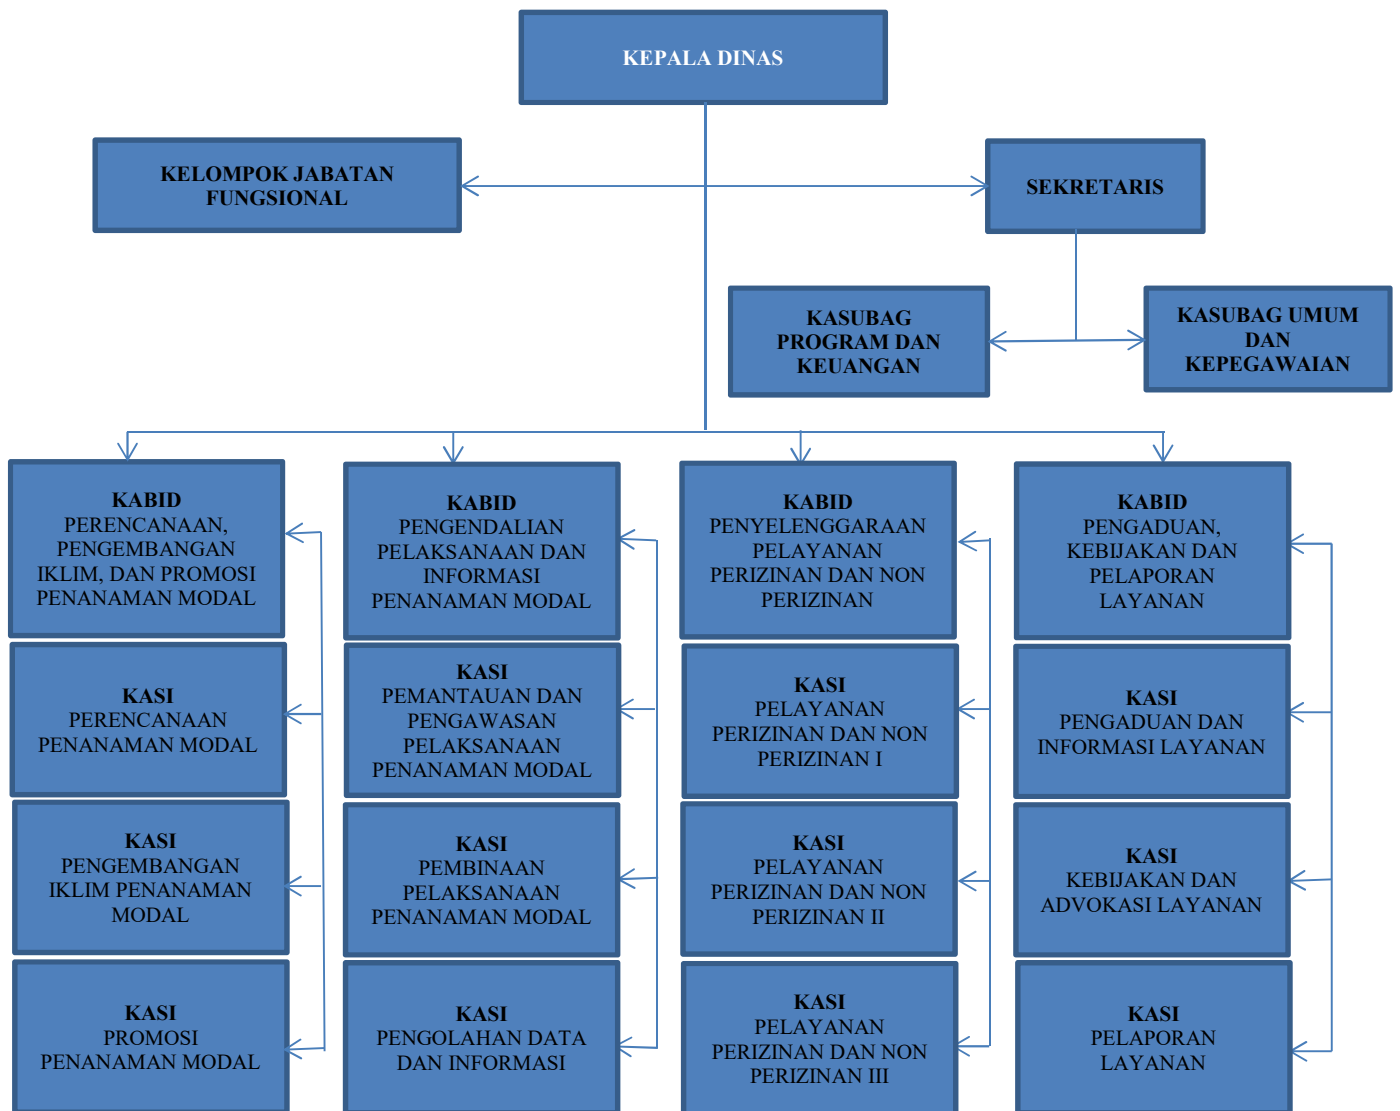 KEPALA DINAS
KELOMPOK JABATAN
FUNGSIONAL
SEKRETARIS
KASUBAG
PROGRAM DAN
KEUANGAN
KASUBAG UMUM
DAN
KEPEGAWAIAN
KABID
PERENCANAAN,
PENGEMBANGAN
IKLIM, DAN PROMOSI
PENANAMAN MODAL
KABID
PENGENDALIAN
PELAKSANAAN DAN
INFORMASI
PENANAMAN MODAL
KABID
PENYELENGGARAAN
PELAYANAN
PERIZINAN DAN NON
PERIZINAN
KABID
PENGADUAN,
KEBIJAKAN DAN
PELAPORAN
LAYANAN
KASI
PERENCANAAN
PENANAMAN MODAL
KASI
PEMANTAUAN DAN
PENGAWASAN
PELAKSANAAN
PENANAMAN MODAL
KASI
PELAYANAN
PERIZINAN DAN NON
PERIZINAN I
KASI
PENGADUAN DAN
INFORMASI LAYANAN
KASI
PENGEMBANGAN
IKLIM PENANAMAN
MODAL
KASI
PEMBINAAN
PELAKSANAAN
PENANAMAN MODAL
KASI
PELAYANAN
PERIZINAN DAN NON
PERIZINAN II
KASI
KEBIJAKAN DAN
ADVOKASI LAYANAN
KASI
PROMOSI
PENANAMAN MODAL
KASI
PENGOLAHAN DATA
DAN INFORMASI
KASI
PELAYANAN
PERIZINAN DAN NON
PERIZINAN III
KASI
PELAPORAN
LAYANAN